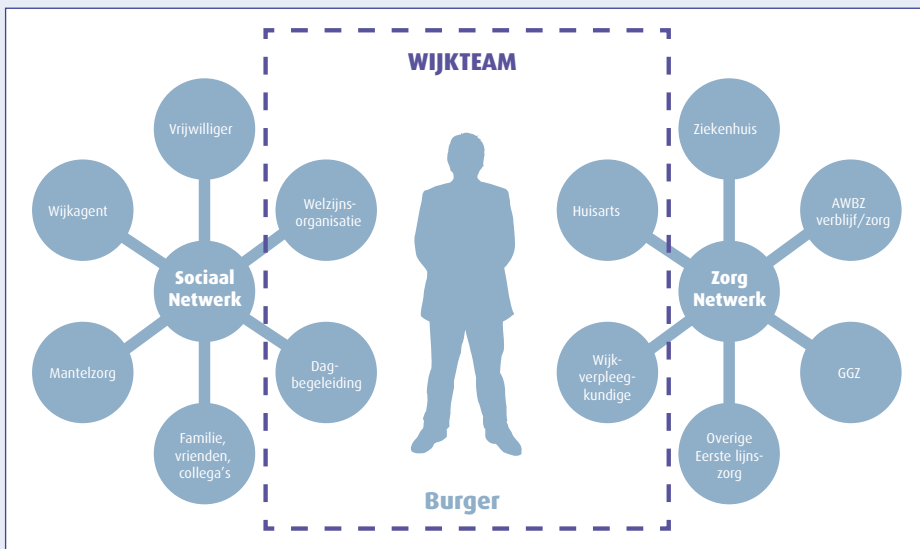 WIJKTEAM
Vrijwilliger
Wijkagent
Welzijns-
organisatie
Sociaal
Netwerk
Mantelzorg
Dag-
begeleiding
Familie,
vrienden,
collega's
Ziekenhuis
Huisarts
AWBZ
verblijf/zorg
Zorg
Netwerk
Wijk-
verpleeg-
kundige
GGZ
Overige
Eerste lijns-
zorg
Burger